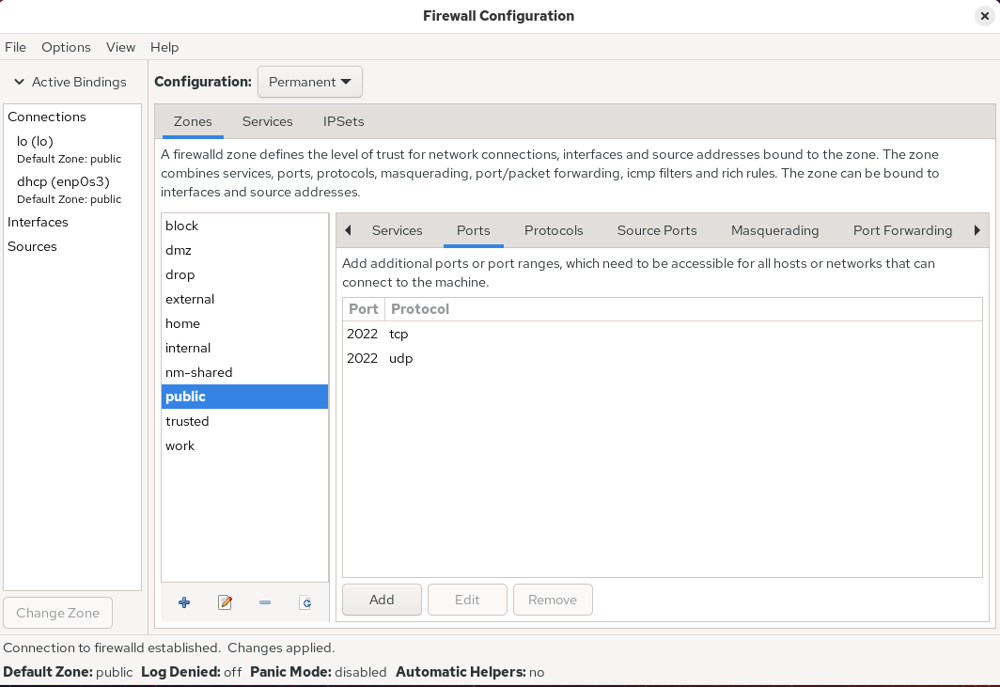 Firewall Configuration
File Options View Help
Active Bindings
Configuration: Permanent
Connections
lo (lo)
Default Zone: public
dhcp (enp0s3)
Default Zone: public
Interfaces
Sources
Zones Services IPSets
A firewalld zone defines the level of trust for network connections, interfaces and source addresses bound to the zone. The zone
combines services, ports, protocols, masquerading, port/packet forwarding, icmp filters and rich rules. The zone can be bound to
interfaces and source addresses.
block
dmz
drop
external
home
internal
nm-shared
public
trusted
work
Services Ports Protocols Source Ports Masquerading Port Forwarding
Add additional ports or port ranges, which need to be accessible for all hosts or networks that can
connect to the machine.
Port Protocol
2022 tcp
2022 udp
Add Edit Remove
Change Zone
Connection to firewalld established. Changes applied.
Default Zone: public Log Denied: off Panic Mode: disabled Automatic Helpers: no